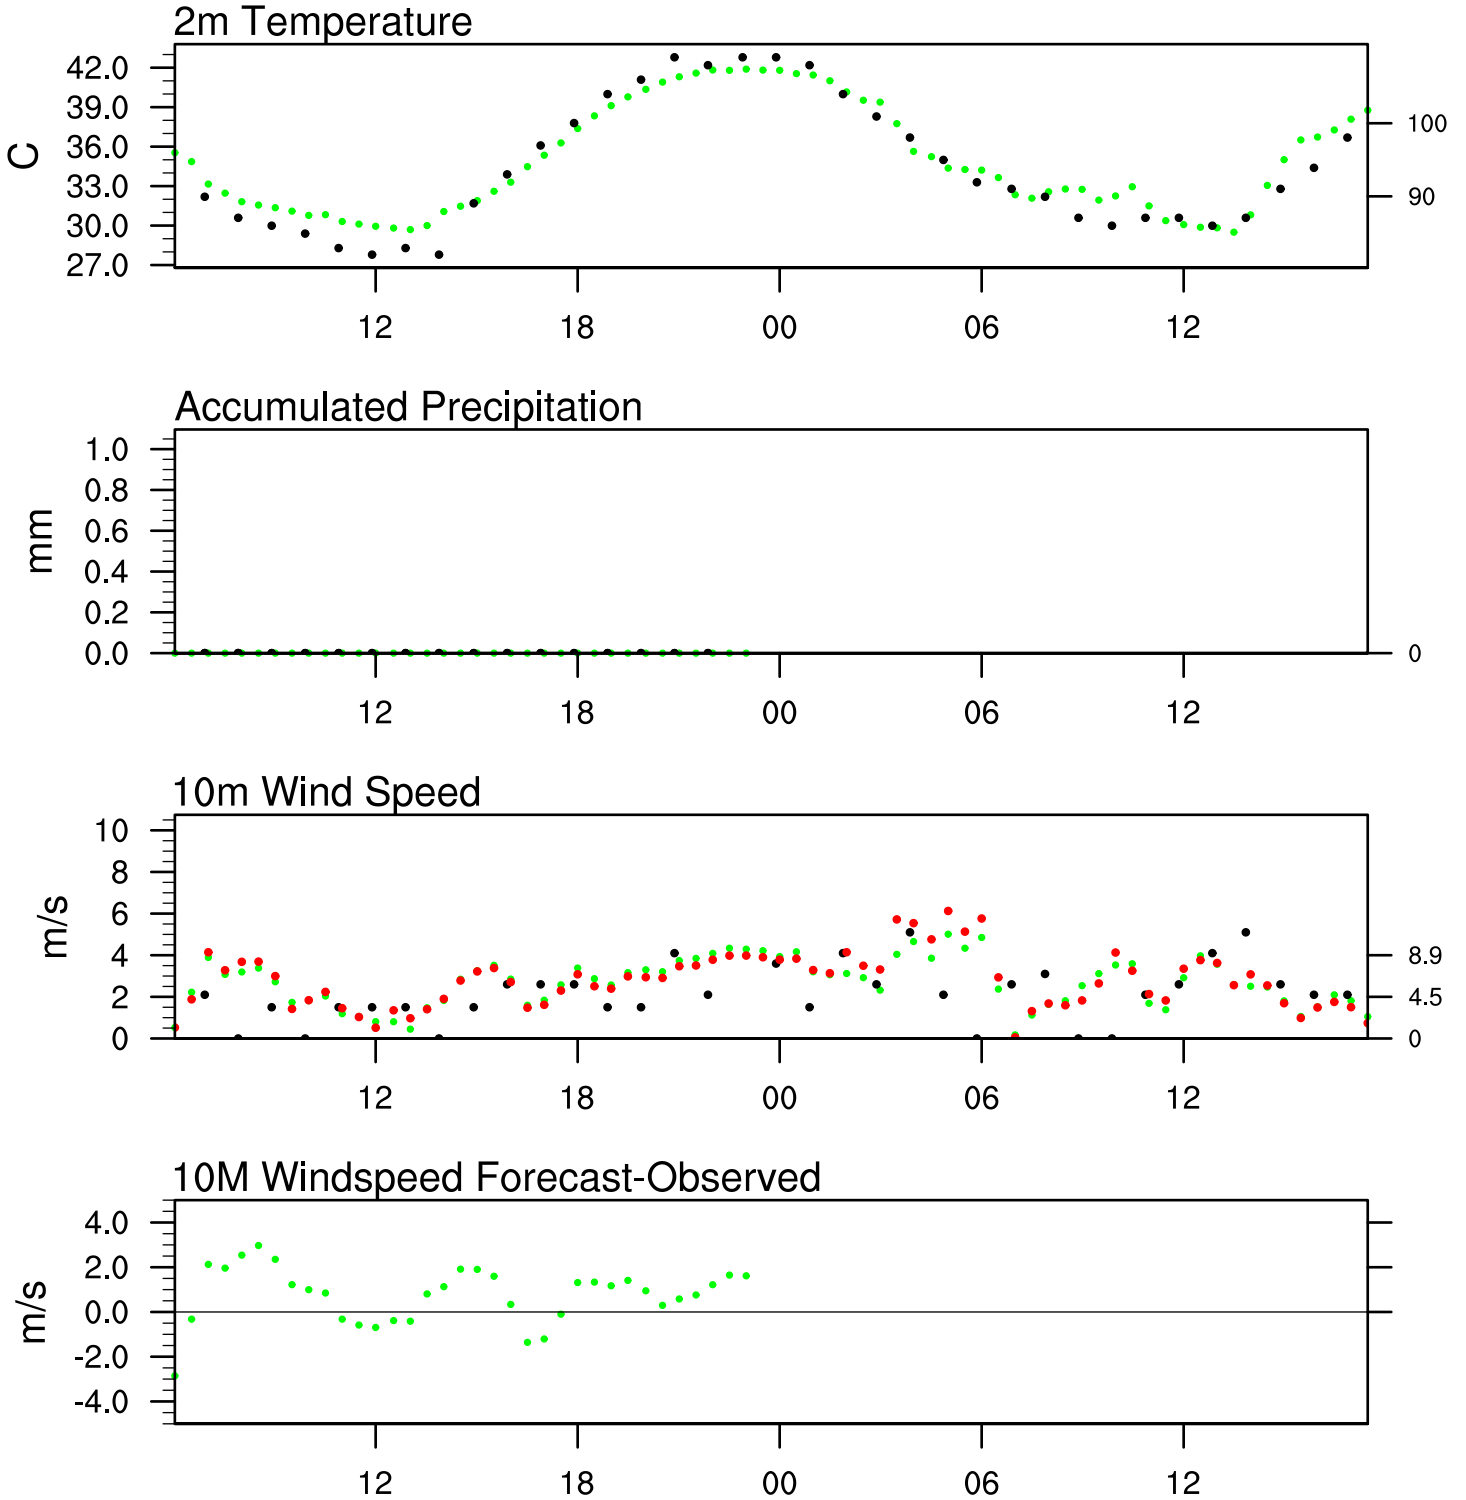 2m Temperature
42.0
39.0
36.0
33.0
30.0
27.0
C
100
90
12 18 00 06 12
Accumulated Precipitation
1.0
0.8
0.6
0.4
0.2
0.0
mm
0
12 18 00 06 12
10m Wind Speed
10
8
6
4
2
0
m/s
8.9
4.5
0
12 18 00 06 12
10M Windspeed Forecast-Observed
4.0
2.0
0.0
-2.0
-4.0
m/s
12 18 00 06 12